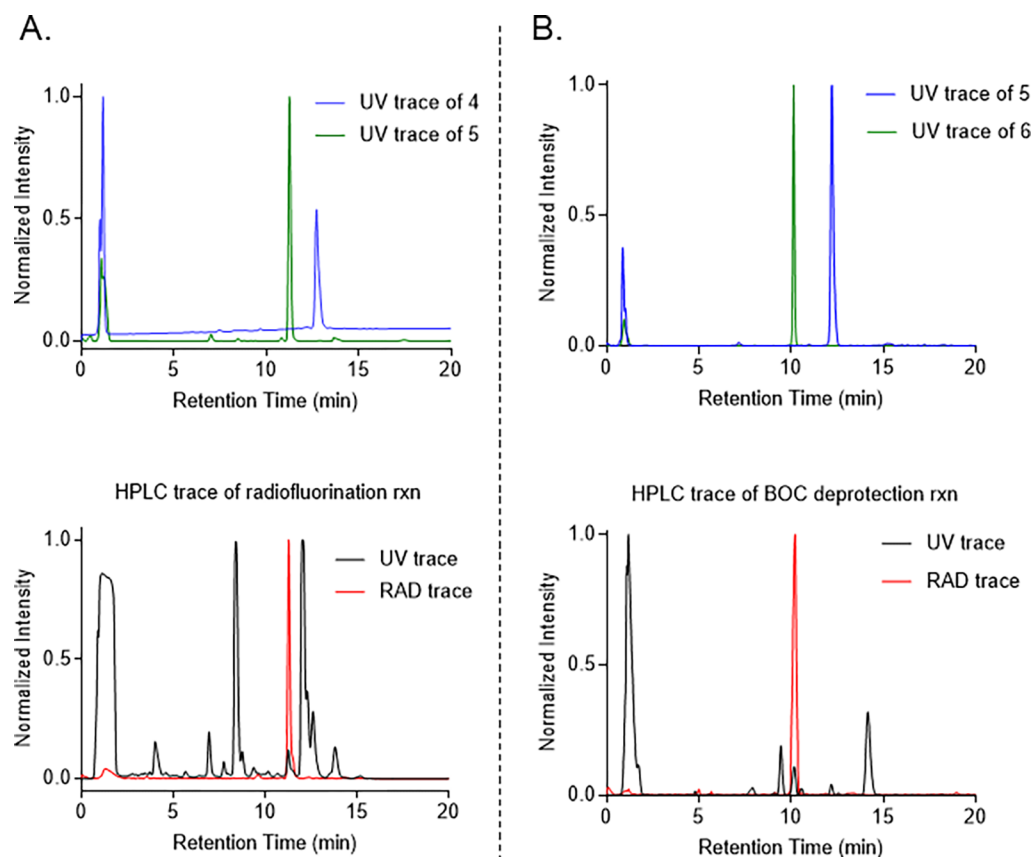 A.
UV trace of 4
UV trace of 5
1.0
0.5
0.0
Normalized Intensity
0
5
10
15
20
Retention Time (min)
HPLC trace of radiofluorination rxn
UV trace
RAD trace
1.0
0.5
0.0
Normalized Intensity
0
5
10
15
20
Retention Time (min)
B.
UV trace of 5
UV trace of 6
1.0
0.5
0.0
Normalized Intensity
0
5
10
15
20
Retention Time (min)
HPLC trace of BOC deprotection rxn
UV trace
RAD trace
1.0
0.5
0.0
Normalized Intensity
0
5
10
15
20
Retention Time (min)